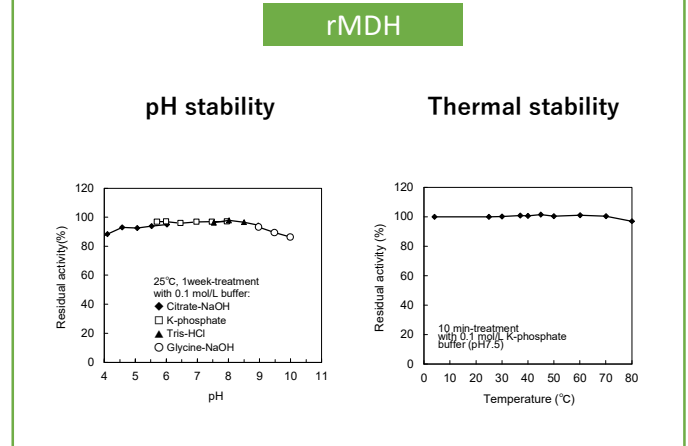 rMDH
pH stability
Thermal stability
120
100
80
60
40
20
0
Residual activity(%)
25℃, 1week-treatment
with 0.1 mol/L buffer:
Citrate-NaOH
K-phosphate
Tris-HCl
Glycine-NaOH
4 5 6 7 8 9 10 11
pH
120
100
80
60
40
20
0
Residual activity (%)
10 min-treatment
with 0.1 mol/L K-phosphate
buffer (pH7.5)
0 10 20 30 40 50 60 70 80
Temperature (℃)